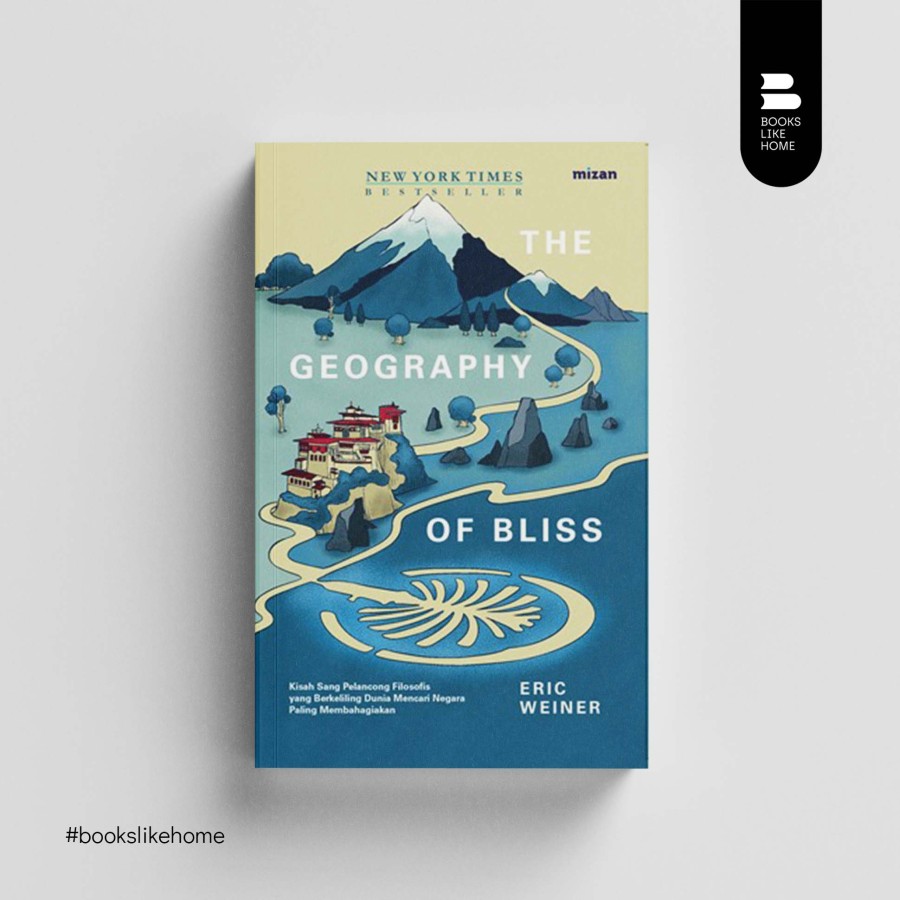 BOOKS
LIKE
HOME
NEW YORK TIMES
BESTSELLER
mizan
THE
GEOGRAPHY
OF BLISS
Kisah Sang Pelancong Filosofis
yang Berkeliling Dunia Mencari Negara
Paling Membahagiakan
ERIC
WEINER
#bookslikehome